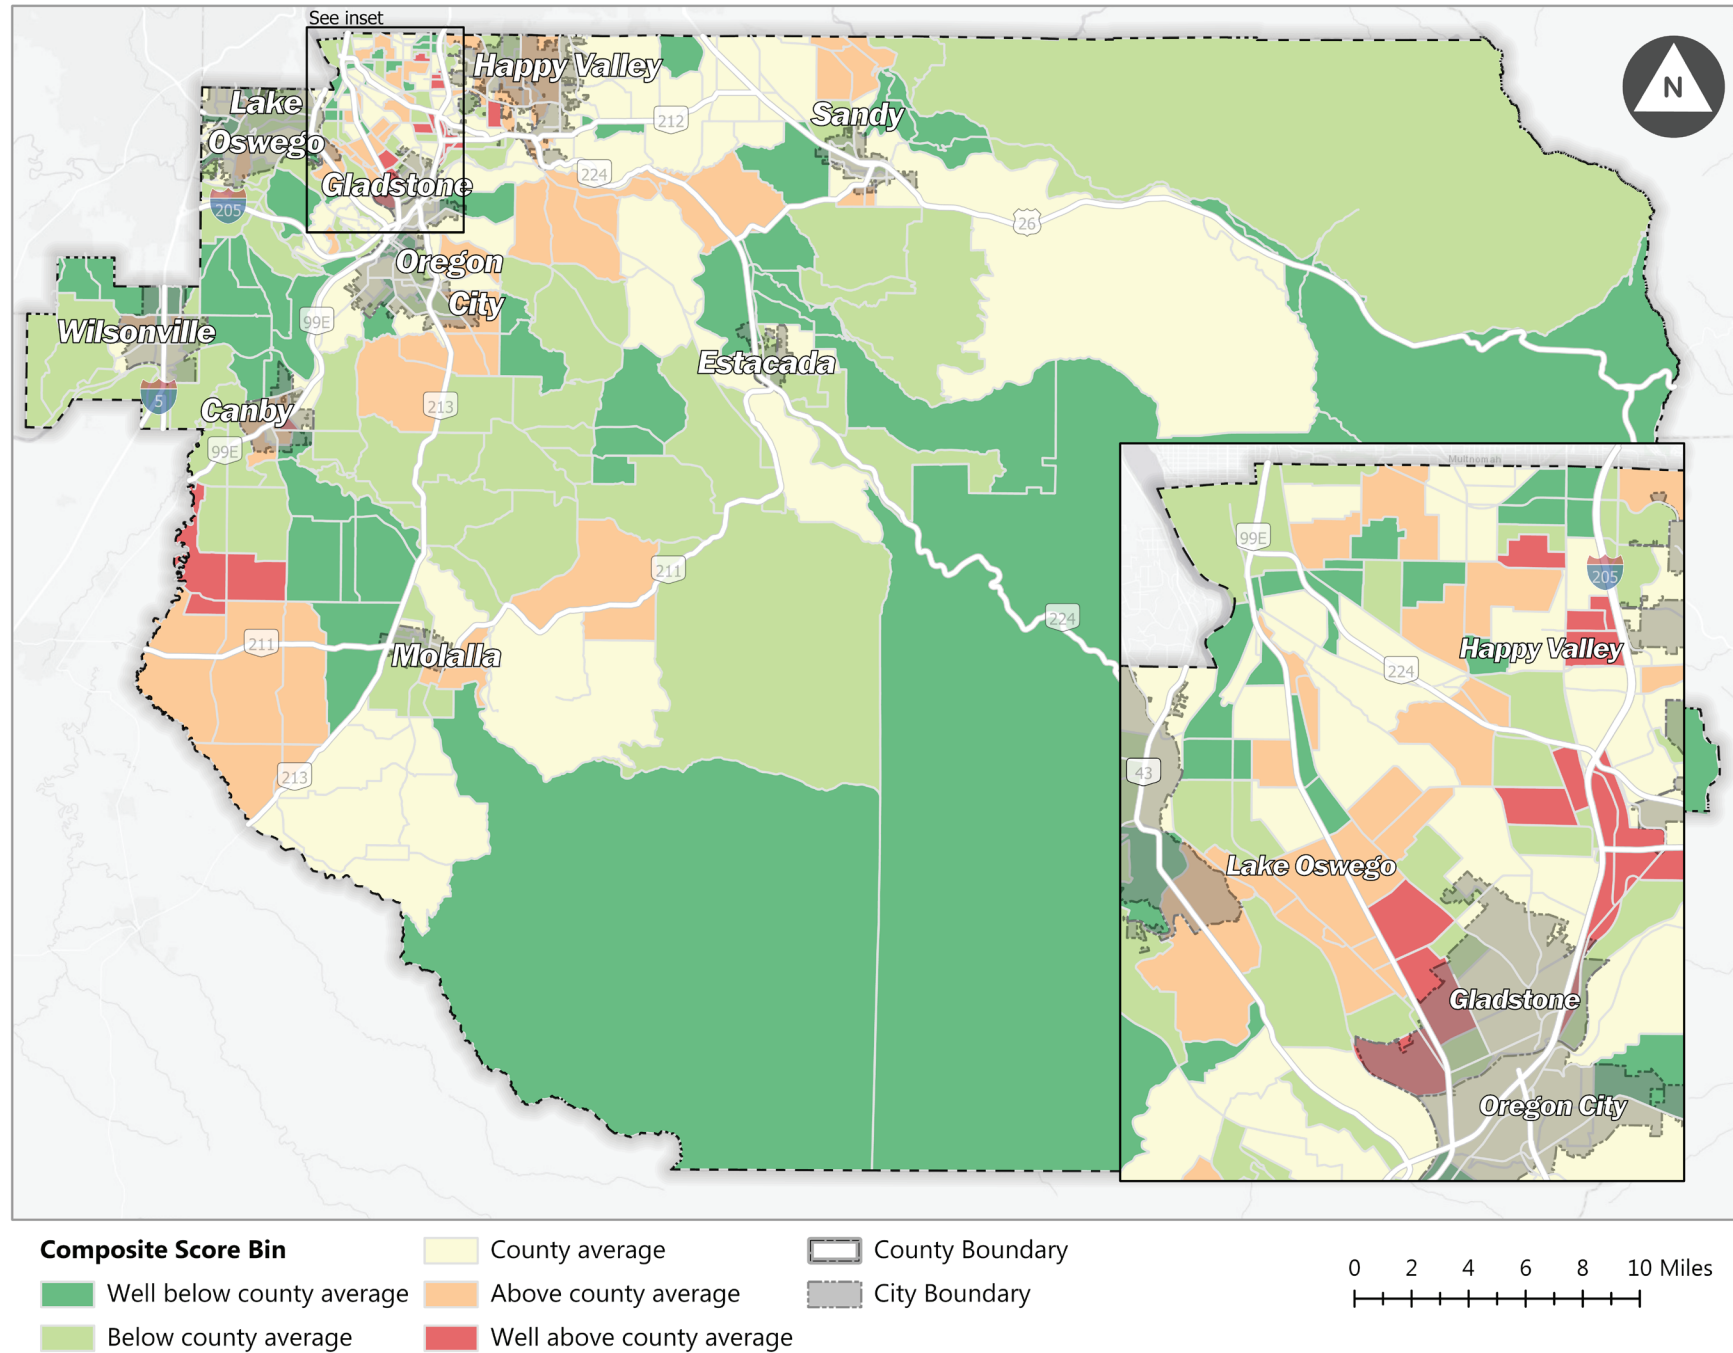 See inset
N
Happy Valley
Lake
Oswego
Sandy
212
224
Gladstone
205
26
Oregon
City
99E
Wilsonville
Estacada
5
Canby
213
99E
211
224
211
Molalla
213
Multnomah
99E
205
Happy Valley
224
43
Lake Oswego
Gladstone
Oregon City
Composite Score Bin
Well below county average
Below county average
County average
Above county average
Well above county average
County Boundary
City Boundary
0 2 4 6 8 10 Miles